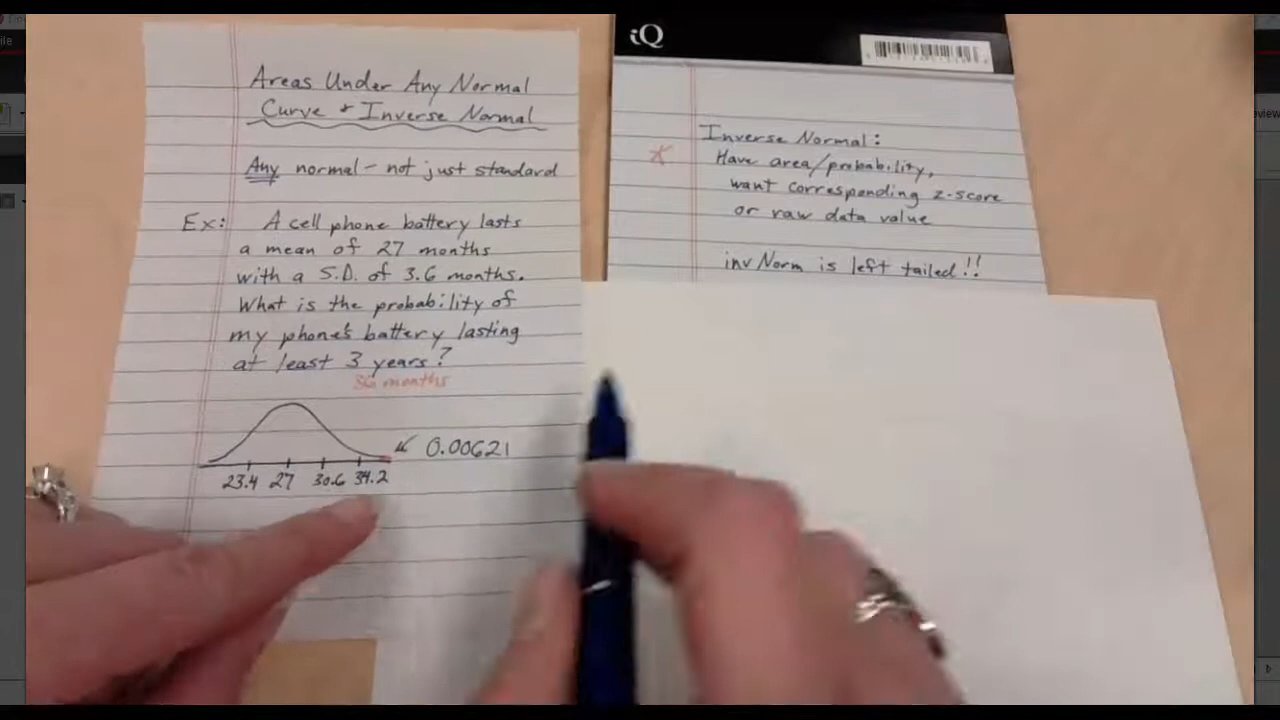 Areas Under Any Normal
Curve + Inverse Normal
Any normal - not just standard
Ex: A cell phone battery lasts
a mean of 27 months
with a S.D. of 3.6 months.
What is the probability of
my phone's battery lasting
at least 3 years?
36 months
0.00621
23.4 27 30.6 34.2
iQ
Inverse Normal:
* Have area/probability,
want corresponding z-score
or raw data value
invNorm is left tailed!!